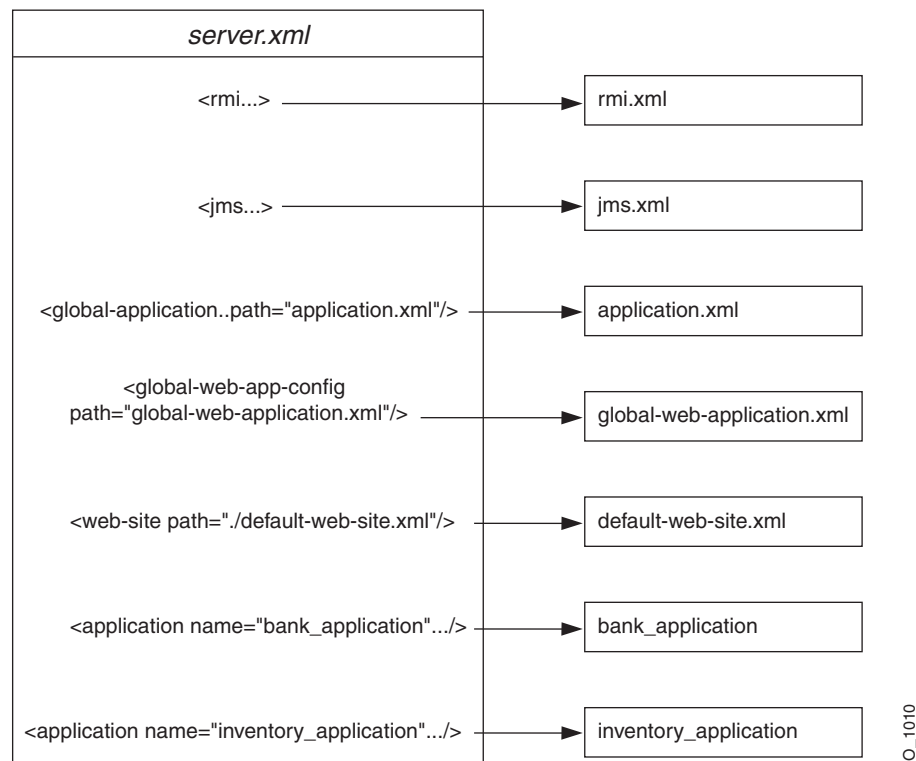 server.xml
<rmi...>
rmi.xml
<jms...>
jms.xml
<global-application..path="application.xml"/>
application.xml
<global-web-app-config
path="global-web-application.xml"/>
global-web-application.xml
<web-site path="./default-web-site.xml"/>
default-web-site.xml
<application name="bank_application".../>
bank_application
<application name="inventory_application".../>
inventory_application
O_1010